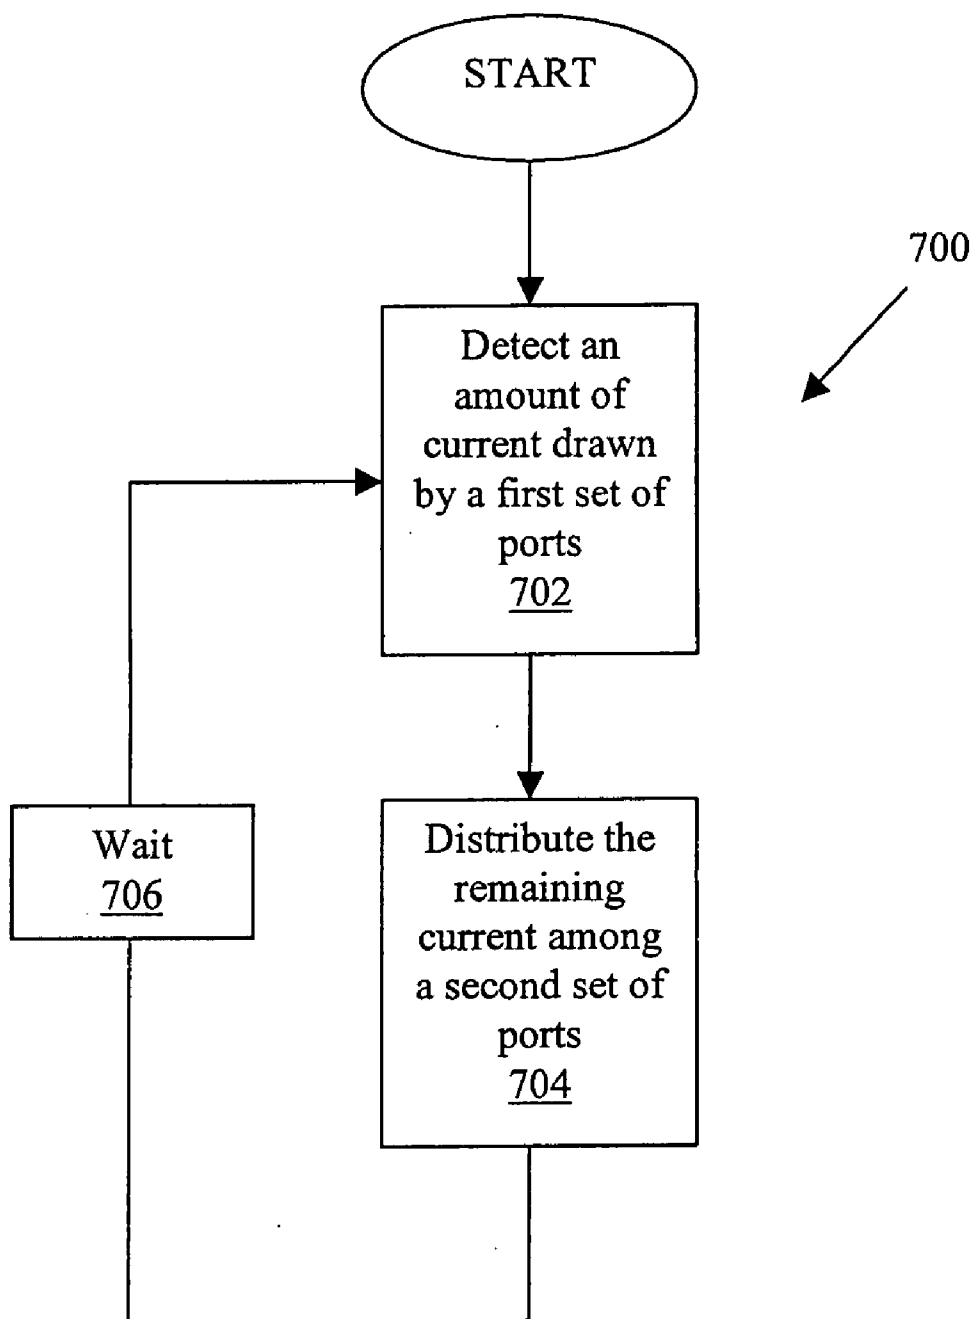 START
700
Detect an
amount of
current drawn
by a first set of
ports
702
Wait
706
Distribute the
remaining
current among
a second set of
ports
704